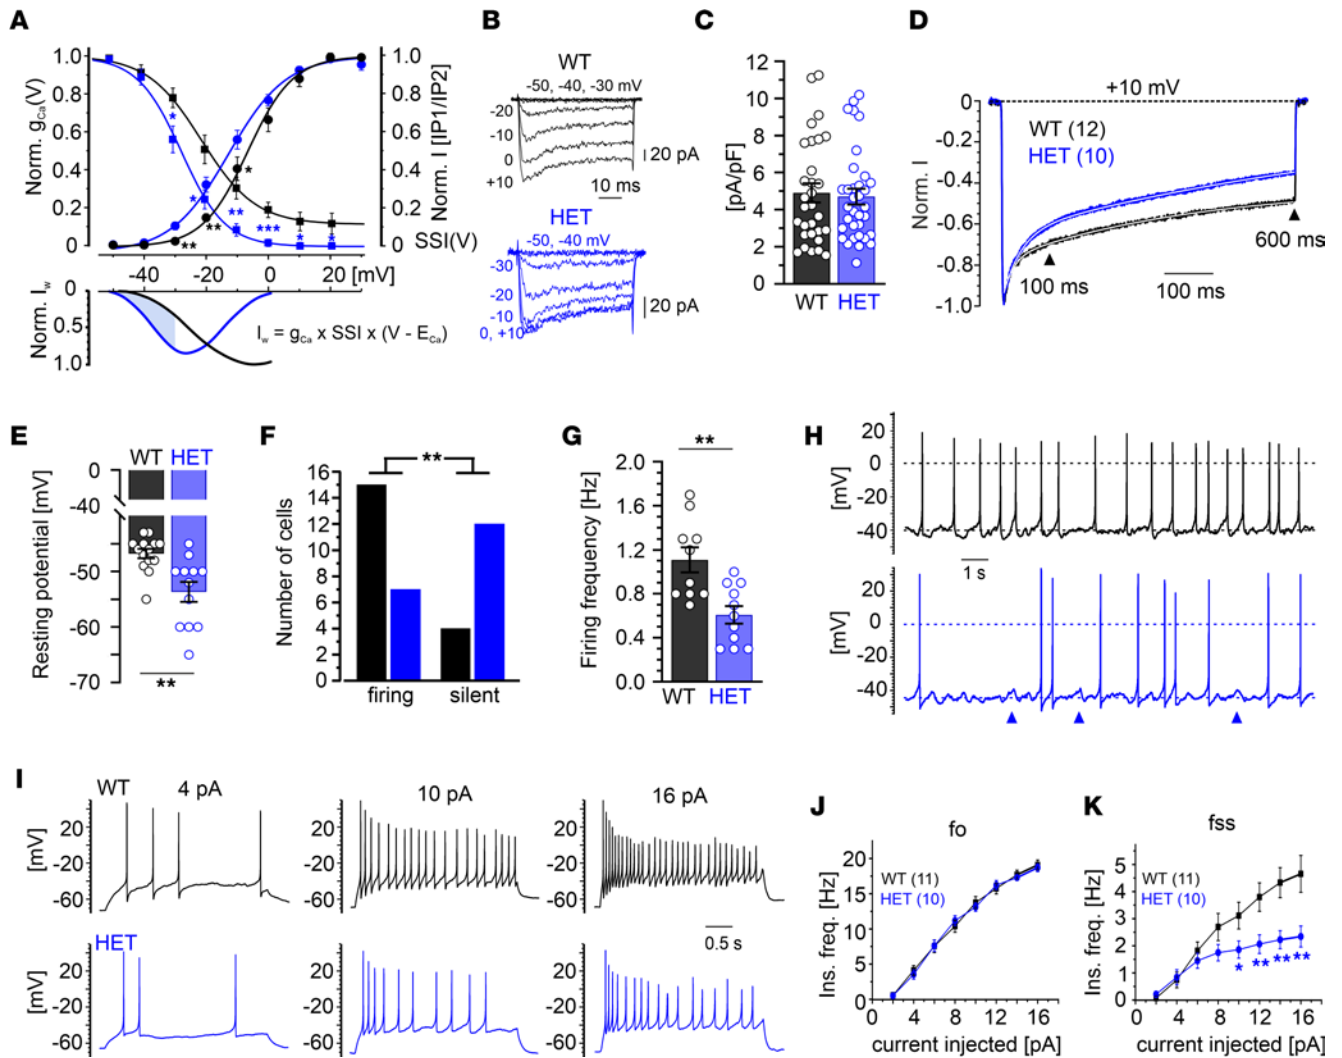 A
Norm. gCa(V)
1.0
0.8
0.6
0.4
0.2
0
1.0
0.8
0.6
0.4
0.2
0
Norm. I [IP1/IP2]
SSI(V)
-40
-20
0
20 [mV]
*
*
**
***
*
*
*
**
**
Norm. Iw
0
0.5
1.0
Iw = gCa x SSI x (V - ECa)
B
WT
-50, -40, -30 mV
-20
-10
0
+10
20 pA
10 ms
HET
-50, -40 mV
-30
-20
-10
0, +10
20 pA
C
[pA/pF]
12
10
8
6
4
2
0
WT
HET
D
+10 mV
WT (12)
HET (10)
Norm. I
0
-0.2
-0.4
-0.6
-0.8
-1.0
100 ms
600 ms
100 ms
E
WT
HET
Resting potential [mV]
0
-40
-50
-60
-70
**
F
Number of cells
16
14
12
10
8
6
4
2
0
**
firing
silent
G
Firing frequency [Hz]
2.0
1.6
1.2
0.8
0.4
0.0
**
WT
HET
H
[mV]
20
0
-20
-40
1 s
[mV]
20
0
-20
-40
I
WT
4 pA
10 pA
16 pA
[mV]
20
-20
-60
20
-20
-60
20
-20
-60
0.5 s
HET
[mV]
20
-20
-60
20
-20
-60
20
-20
-60
J
fo
WT (11)
HET (10)
Ins. freq. [Hz]
20
15
10
5
0
0
4
8
12
16
current injected [pA]
K
fss
WT (11)
HET (10)
Ins. freq. [Hz]
5
4
3
2
1
0
*
**
**
**
0
4
8
12
16
current injected [pA]